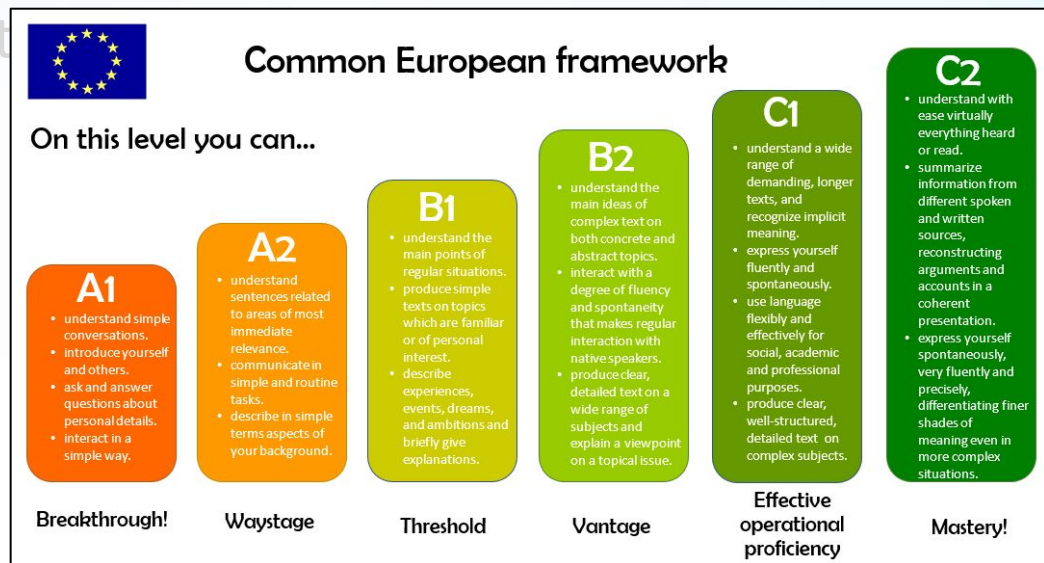 t
Common European framework
On this level you can...
A1
• understand simple
conversations.
• introduce yourself
and others.
• ask and answer
questions about
personal details.
• interact in a
simple way.
Breakthrough!
A2
• understand
sentences related
to areas of most
immediate
relevance.
• communicate in
simple and routine
tasks.
• describe in simple
terms aspects of
your background.
Waystage
B1
• understand the
main points of
regular situations.
• produce simple
texts on topics
which are familiar
or of personal
interest.
• describe
experiences,
events, dreams,
and ambitions and
briefly give
explanations.
Threshold
B2
• understand the
main ideas of
complex text on
both concrete and
abstract topics.
• interact with a
degree of fluency
and spontaneity
that makes regular
interaction with
native speakers.
• produce clear,
detailed text on a
wide range of
subjects and
explain a viewpoint
on a topical issue.
Vantage
C1
• understand a wide
range of
demanding, longer
texts, and
recognize implicit
meaning.
• express yourself
fluently and
spontaneously.
• use language
flexibly and
effectively for
social, academic
and professional
purposes.
• produce clear,
well-structured,
detailed text on
complex subjects.
Effective
operational
proficiency
C2
• understand with
ease virtually
everything heard
or read.
• summarize
information from
different spoken
and written
sources,
reconstructing
arguments and
accounts in a
coherent
presentation.
• express yourself
spontaneously,
very fluently and
precisely,
differentiating finer
shades of
meaning even in
more complex
situations.
Mastery!